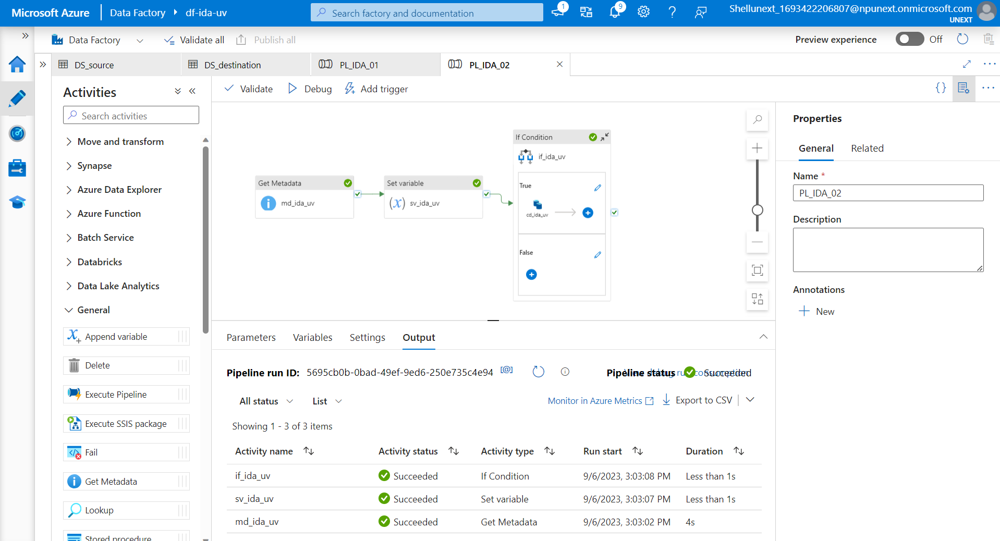 Microsoft Azure
Data Factory
df-ida-uv
Search factory and documentation
1
9
Shellunext_1693422206807@npunext.onmicrosoft.com
UNEXT
Data Factory
Validate all
Publish all
Preview experience
Off
DS_source
DS_destination
PL_IDA_01
PL_IDA_02
Activities
Search activities
Move and transform
Synapse
Azure Data Explorer
Azure Function
Batch Service
Databricks
Data Lake Analytics
General
Append variable
Delete
Execute Pipeline
Execute SSIS package
Fail
Get Metadata
Lookup
Stored procedure
Validate
Debug
Add trigger
Get Metadata
md_ida_uv
Set variable
(x) sv_ida_uv
If Condition
if_ida_uv
True
cd_ida_uv
False
Properties
General
Related
Name *
PL_IDA_02
Description
Annotations
New
Parameters
Variables
Settings
Output
Pipeline run ID: 5695cb0b-0bad-49ef-9ed6-250e735c4e94
Pipeline status
Succeeded
View debug run consumption
All status
List
Monitor in Azure Metrics
Export to CSV
Showing 1 - 3 of 3 items
Activity name Activity status Activity type Run start Duration
if_ida_uv Succeeded If Condition 9/6/2023, 3:03:08 PM Less than 1s
sv_ida_uv Succeeded Set variable 9/6/2023, 3:03:07 PM Less than 1s
md_ida_uv Succeeded Get Metadata 9/6/2023, 3:03:02 PM 4s